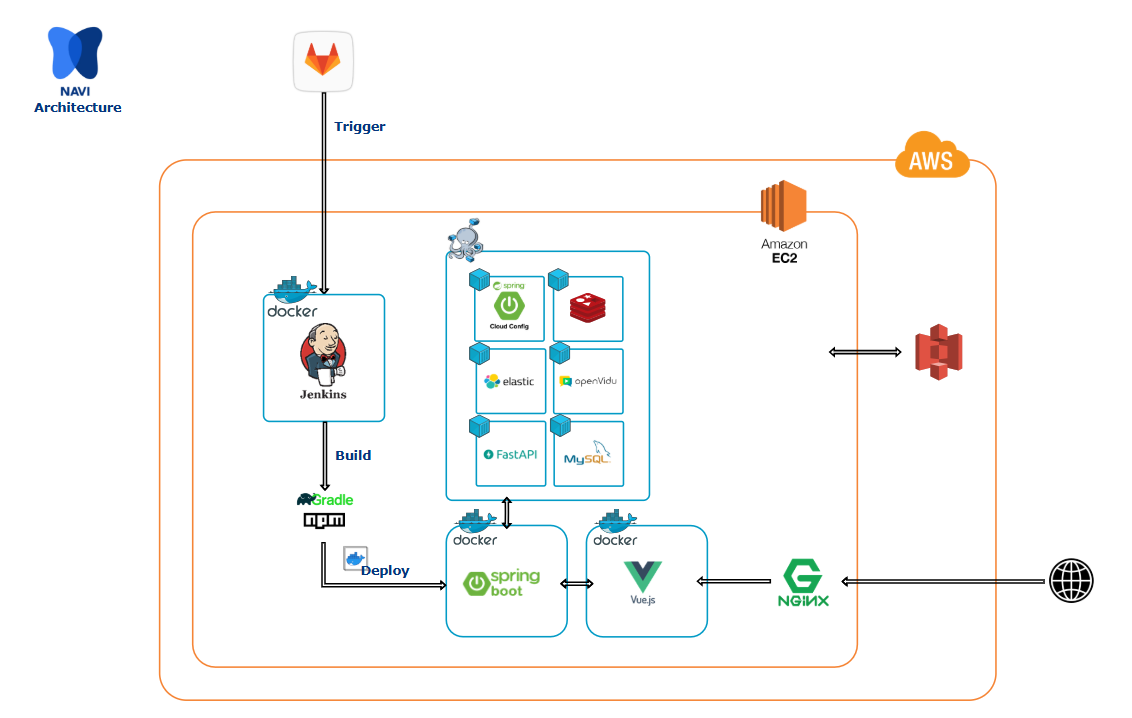 NAVI
Architecture
Trigger
AWS
Amazon
EC2
docker
Jenkins
spring
Cloud Config
elastic
openVidu
FastAPI
MySQL
Build
Gradle
npm
Deploy
docker
spring
boot
docker
Vue.js
NGINX